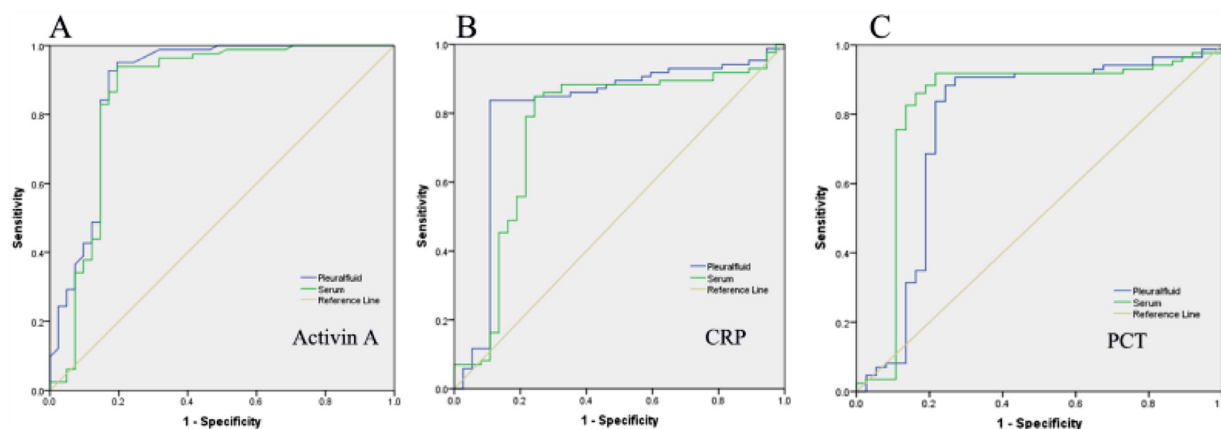 A
1.0
0.8
0.6
0.4
0.2
0.0
Sensitivity
Pleuralfluid
Serum
Reference Line
Activin A
0.0 0.2 0.4 0.6 0.8 1.0
1 - Specificity
B
1.0
0.8
0.6
0.4
0.2
0.0
Sensitivity
Pleuralfluid
Serum
Reference Line
CRP
0.0 0.2 0.4 0.6 0.8 1.0
1 - Specificity
C
1.0
0.8
0.6
0.4
0.2
0.0
Sensitivity
Pleuralfluid
Serum
Reference Line
PCT
0.0 0.2 0.4 0.6 0.8 1.0
1 - Specificity